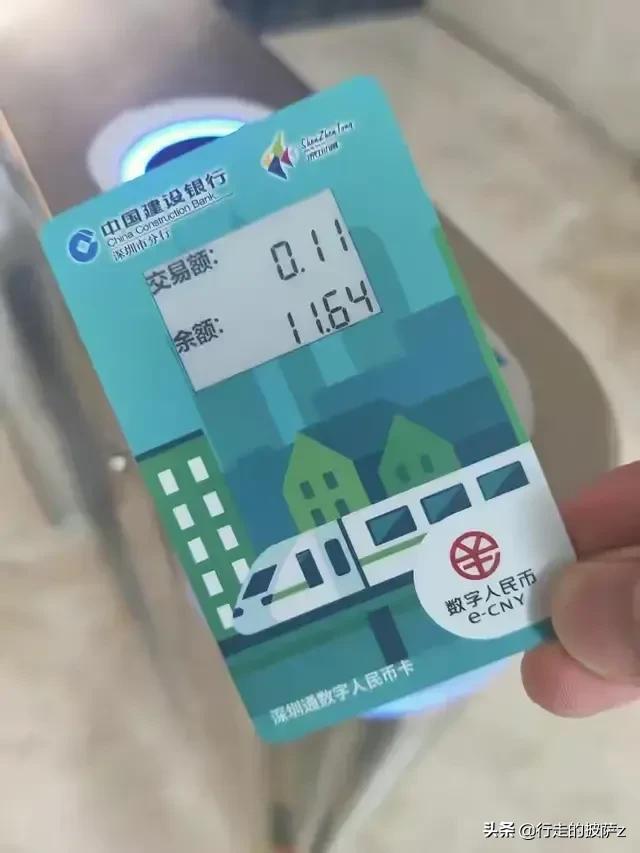 中国建设银行
China Construction Bank
深圳市分行
ShenZhen Tong
交易额: 0.11
余额: 11.64
数字人民币
e-CNY
深圳通数字人民币卡
头条 @行走的披萨z